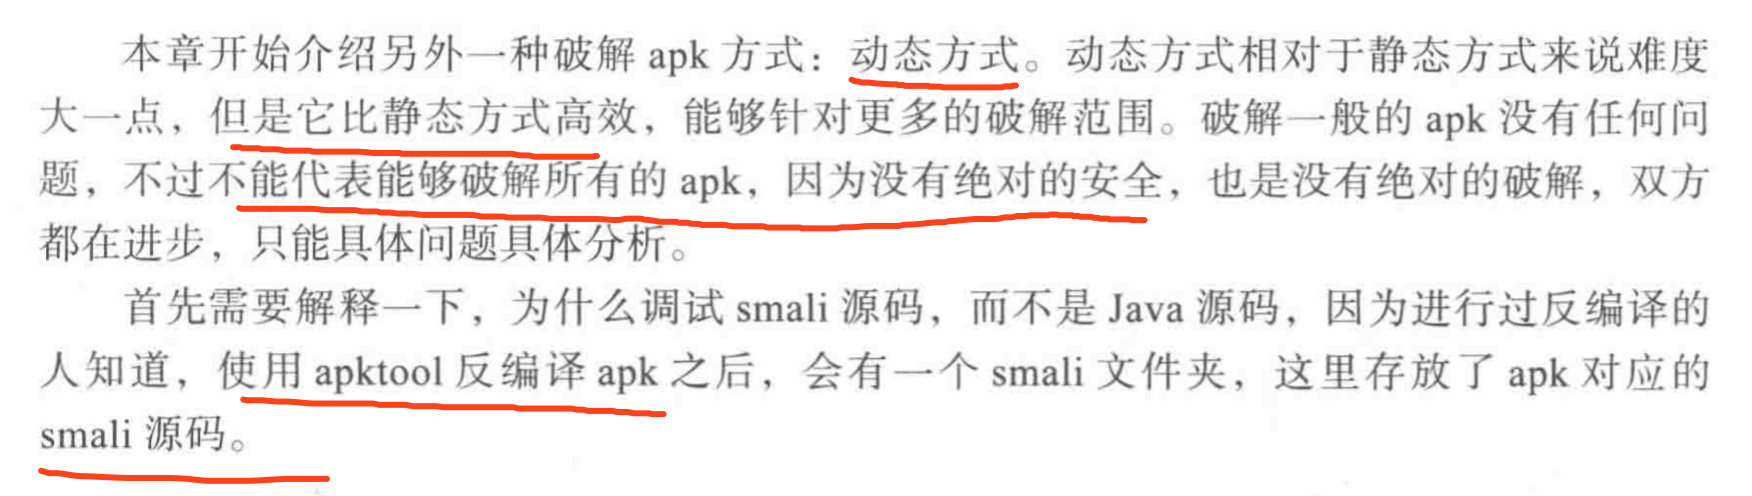 本章开始介绍另外一种破解 apk 方式：动态方式。动态方式相对于静态方式来说难度
大一点，但是它比静态方式高效，能够针对更多的破解范围。破解一般的 apk 没有任何问
题，不过不能代表能够破解所有的 apk，因为没有绝对的安全，也是没有绝对的破解，双方
都在进步，只能具体问题具体分析。
首先需要解释一下，为什么调试 smali 源码，而不是 Java 源码，因为进行过反编译的
人知道，使用 apktool 反编译 apk 之后，会有一个 smali 文件夹，这里存放了 apk 对应的
smali 源码。